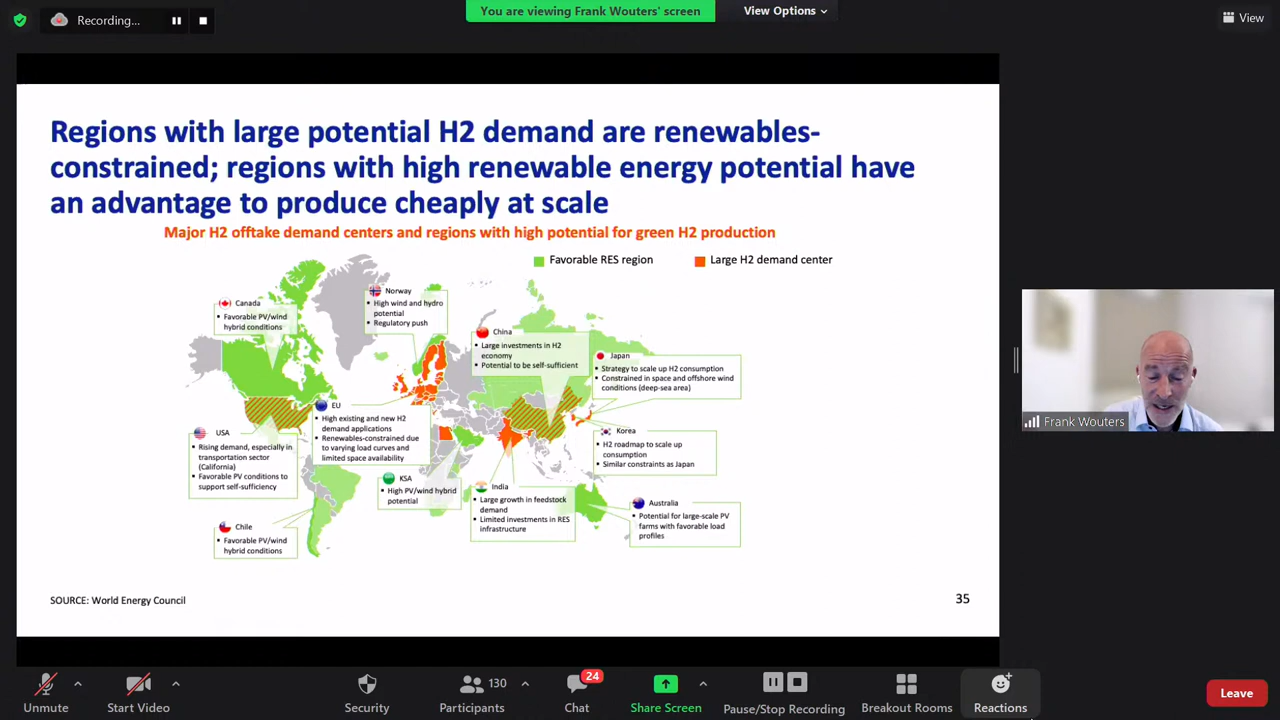 Recording...
You are viewing Frank Wouters' screen
View Options
View
Regions with large potential H2 demand are renewables-
constrained; regions with high renewable energy potential have
an advantage to produce cheaply at scale
Major H2 offtake demand centers and regions with high potential for green H2 production
Favorable RES region
Large H2 demand center
Canada
Favorable PV/wind
hybrid conditions
Norway
High wind and hydro
potential
Regulatory push
China
Large investments in H2
economy
Potential to be self-sufficient
Japan
Strategy to scale up H2 consumption
Constrained in space and offshore wind
conditions (deep-sea area)
USA
Rising demand, especially in
transportation sector
(California)
Favorable PV conditions to
support self-sufficiency
EU
High existing and new H2
demand applications
Renewables-constrained due
to varying load curves and
limited space availability
Korea
H2 roadmap to scale up
consumption
Similar constraints as Japan
KSA
High PV/wind hybrid
potential
India
Large growth in feedstock
demand
Limited investments in RES
infrastructure
Australia
Potential for large-scale PV
farms with favorable load
profiles
Chile
Favorable PV/wind
hybrid conditions
SOURCE: World Energy Council
35
Frank Wouters
Unmute
Start Video
Security
130
Participants
24
Chat
Share Screen
Pause/Stop Recording
Breakout Rooms
Reactions
Leave